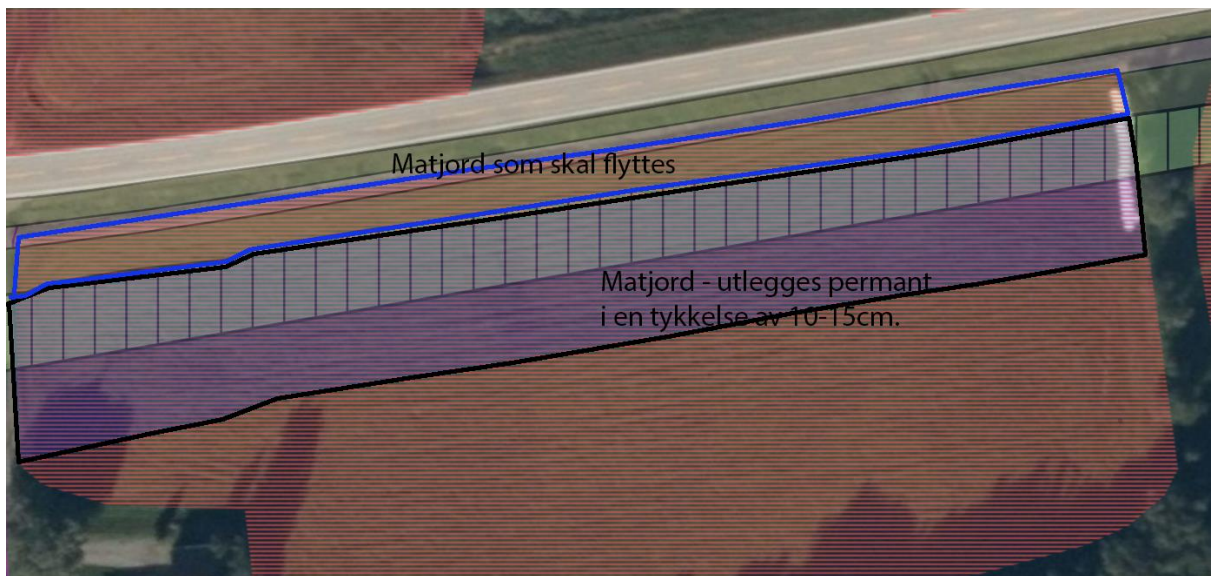 Matjord som skal flyttes
Matjord - utlegges permant
i en tykkelse av 10-15cm.